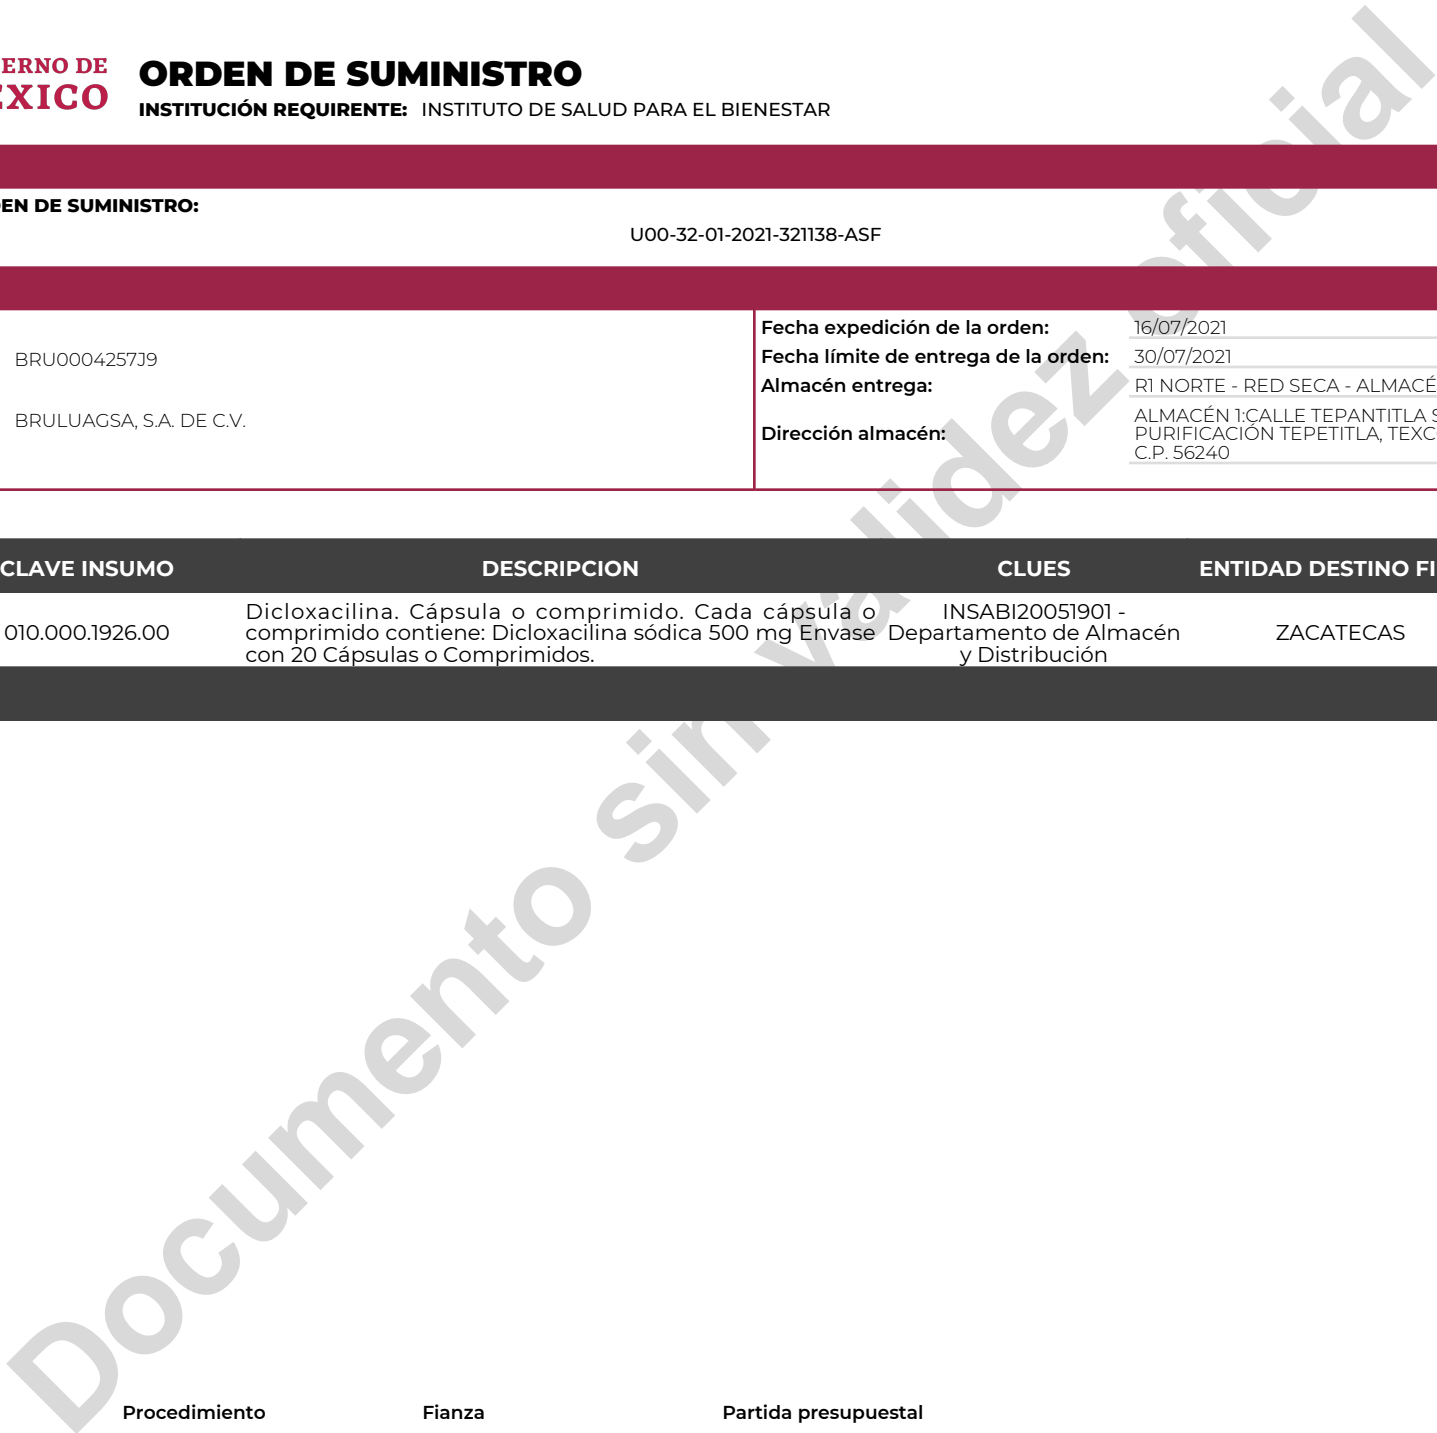 ERNO DE
ÉXICO
ORDEN DE SUMINISTRO
INSTITUCIÓN REQUIRENTE: INSTITUTO DE SALUD PARA EL BIENESTAR
EN DE SUMINISTRO:
U00-32-01-2021-321138-ASF
BRU0004257J9
BRULUAGSA, S.A. DE C.V.
Fecha expedición de la orden: 16/07/2021
Fecha límite de entrega de la orden: 30/07/2021
Almacén entrega: R1 NORTE - RED SECA - ALMACÉ
Dirección almacén: ALMACÉN 1:CALLE TEPANTITLA S
PURIFICACIÓN TEPETITLA, TEXC
C.P. 56240
CLAVE INSUMO DESCRIPCION CLUES ENTIDAD DESTINO FI
010.000.1926.00
Dicloxacilina. Cápsula o comprimido. Cada cápsula o
comprimido contiene: Dicloxacilina sódica 500 mg Envase
con 20 Cápsulas o Comprimidos.
INSABI20051901 -
Departamento de Almacén
y Distribución
ZACATECAS
Documento sin validez oficial
Procedimiento Fianza Partida presupuestal